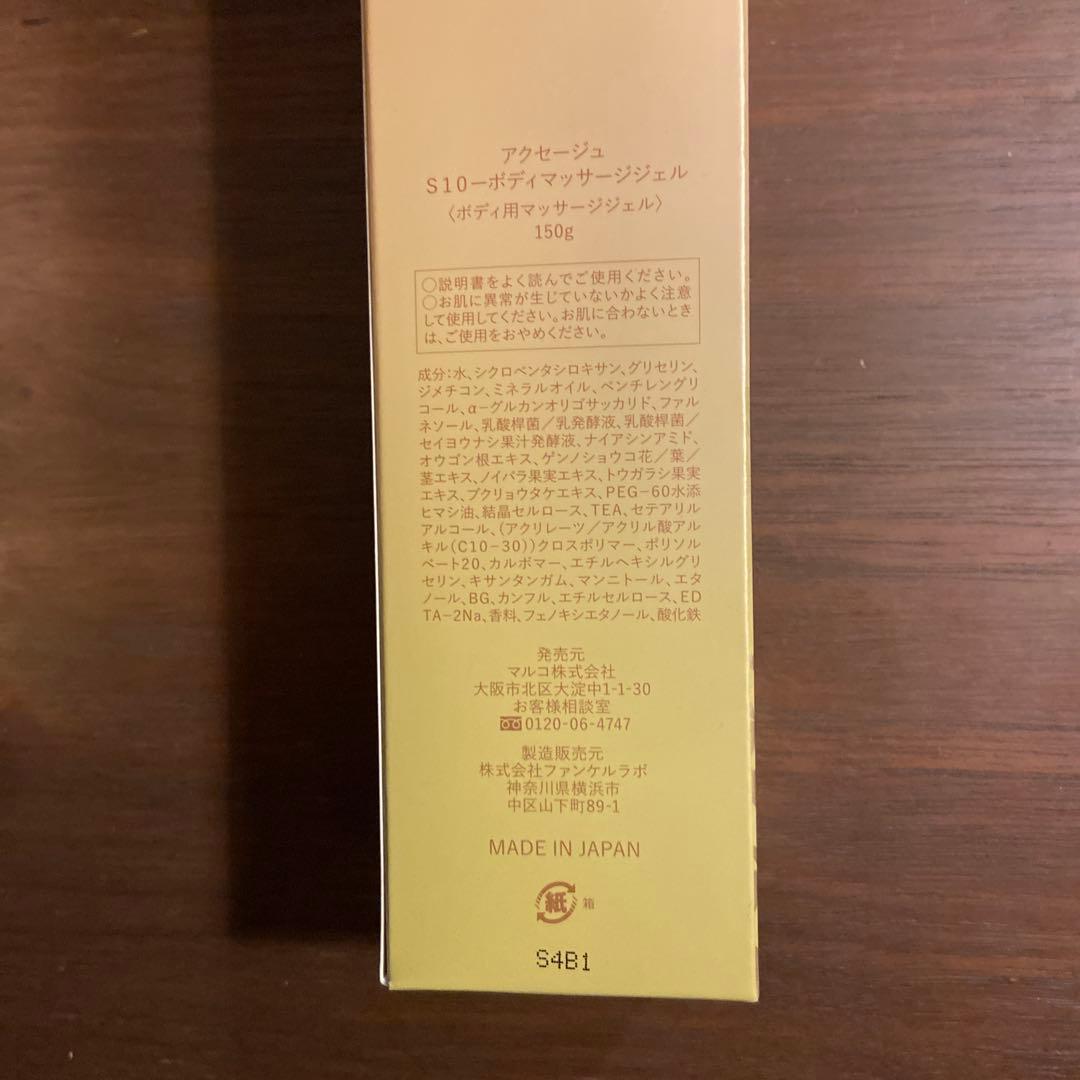 アクセージュ
S10ーボディマッサージジェル
〈ボディ用マッサージジェル〉
150g
○説明書をよく読んでご使用ください。
○お肌に異常が生じていないかよく注意
して使用してください。お肌に合わないとき
は、ご使用をおやめください。
成分:水、シクロペンタシロキサン、グリセリン、
ジメチコン、ミネラルオイル、ペンチレングリ
コール、α-グルカンオリゴサッカリド、ファル
ネソール、乳酸桿菌/乳発酵液、乳酸桿菌/
セイヨウナシ果汁発酵液、ナイアシンアミド、
オウゴン根エキス、ゲンノショウコ花/葉/
茎エキス、ノイバラ果実エキス、トウガラシ果実
エキス、ブクリョウタケエキス、PEG-60水添
ヒマシ油、結晶セルロース、TEA、セテアリル
アルコール、(アクリレーツ/アクリル酸アル
キル(C10-30))クロスポリマー、ポリソル
ベート20、カルボマー、エチルヘキシルグリ
セリン、キサンタンガム、マンニトール、エタ
ノール、BG、カンフル、エチルセルロース、ED
TA-2Na、香料、フェノキシエタノール、酸化鉄
発売元
マルコ株式会社
大阪市北区大淀中1-1-30
お客様相談室
0120-06-4747
製造販売元
株式会社ファンケルラボ
神奈川県横浜市
中区山下町89-1
MADE IN JAPAN
紙 箱
S4B1